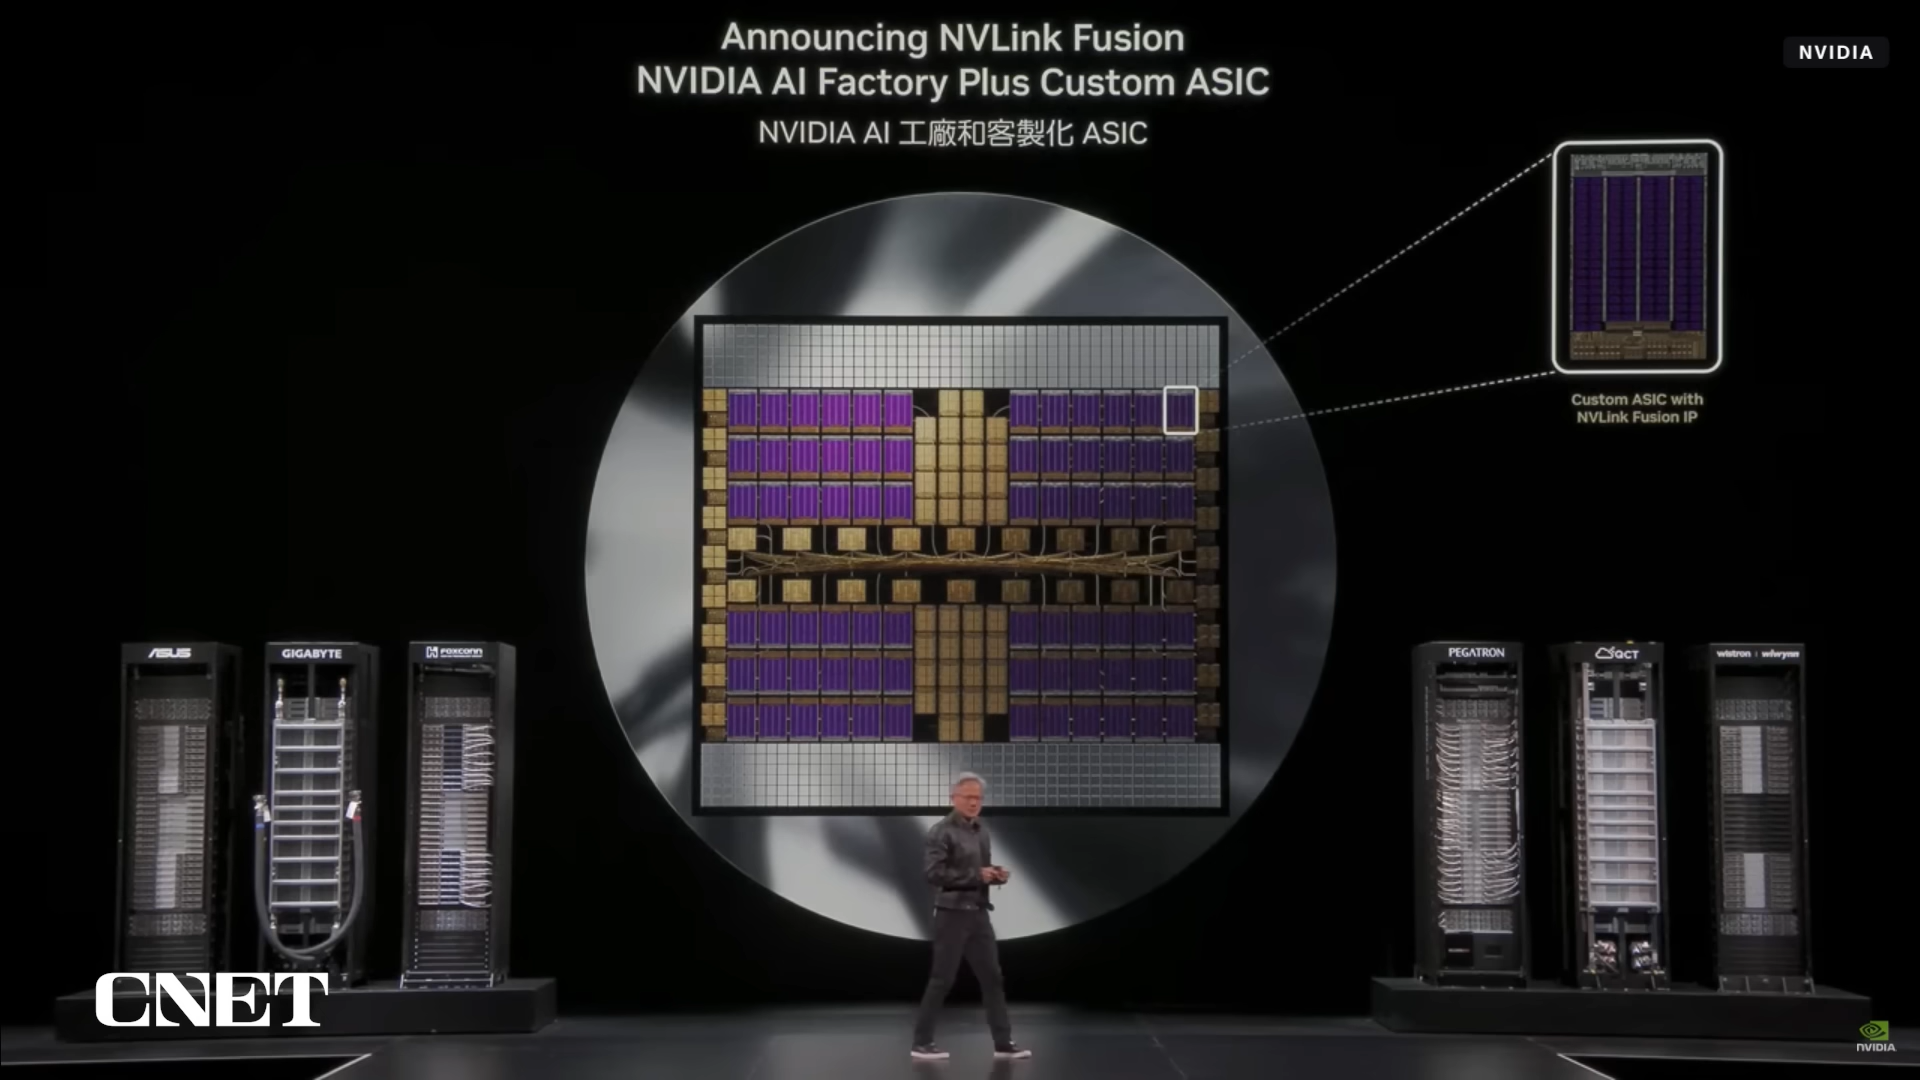 Announcing NVLink Fusion
NVIDIA AI Factory Plus Custom ASIC
NVIDIA AI 工廠和客製化 ASIC
NVIDIA
Custom ASIC with
NVLink Fusion IP
ASUS
GIGABYTE
FOXCONN
PEGATRON
QCT
wistron wiwynn
CNET
NVIDIA